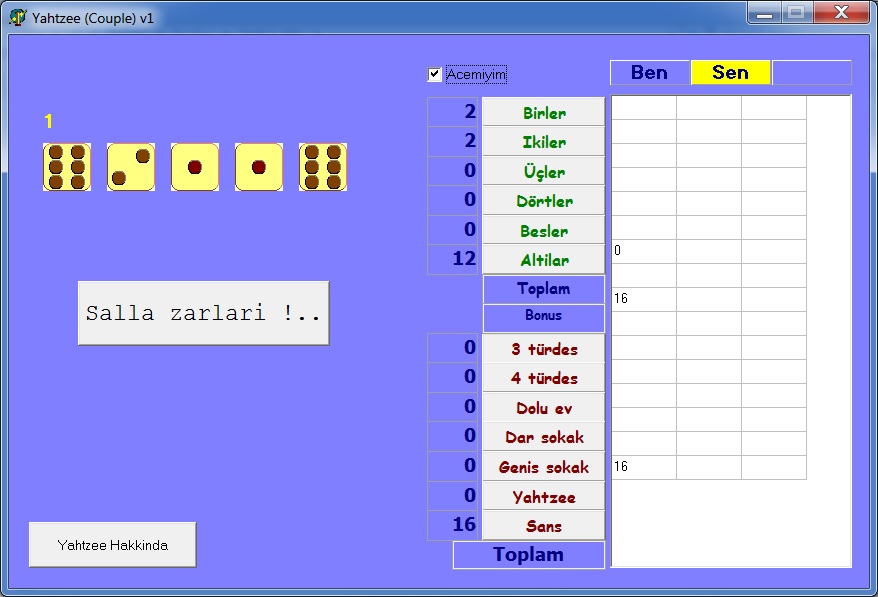 Yahtzee (Couple) v1
Acemiyim
Ben Sen
1
2 Birler
2 Ikiler
0 Üçler
0 Dörtler
0 Besler
0
12 Altilar
Toplam
16
Bonus
Salla zarlari !..
0 3 türdes
0 4 türdes
0 Dolu ev
0 Dar sokak
0 Genis sokak 16
0 Yahtzee
16 Sans
Yahtzee Hakkinda
Toplam